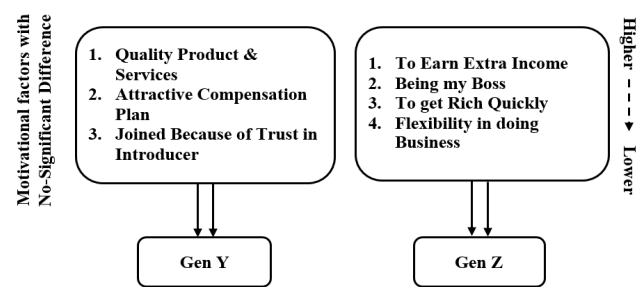 Motivational factors with
No-Significant Difference
1. Quality Product &
Services
2. Attractive Compensation
Plan
3. Joined Because of Trust in
Introducer
1. To Earn Extra Income
2. Being my Boss
3. To get Rich Quickly
4. Flexibility in doing
Business
Higher
Lower
Gen Y
Gen Z